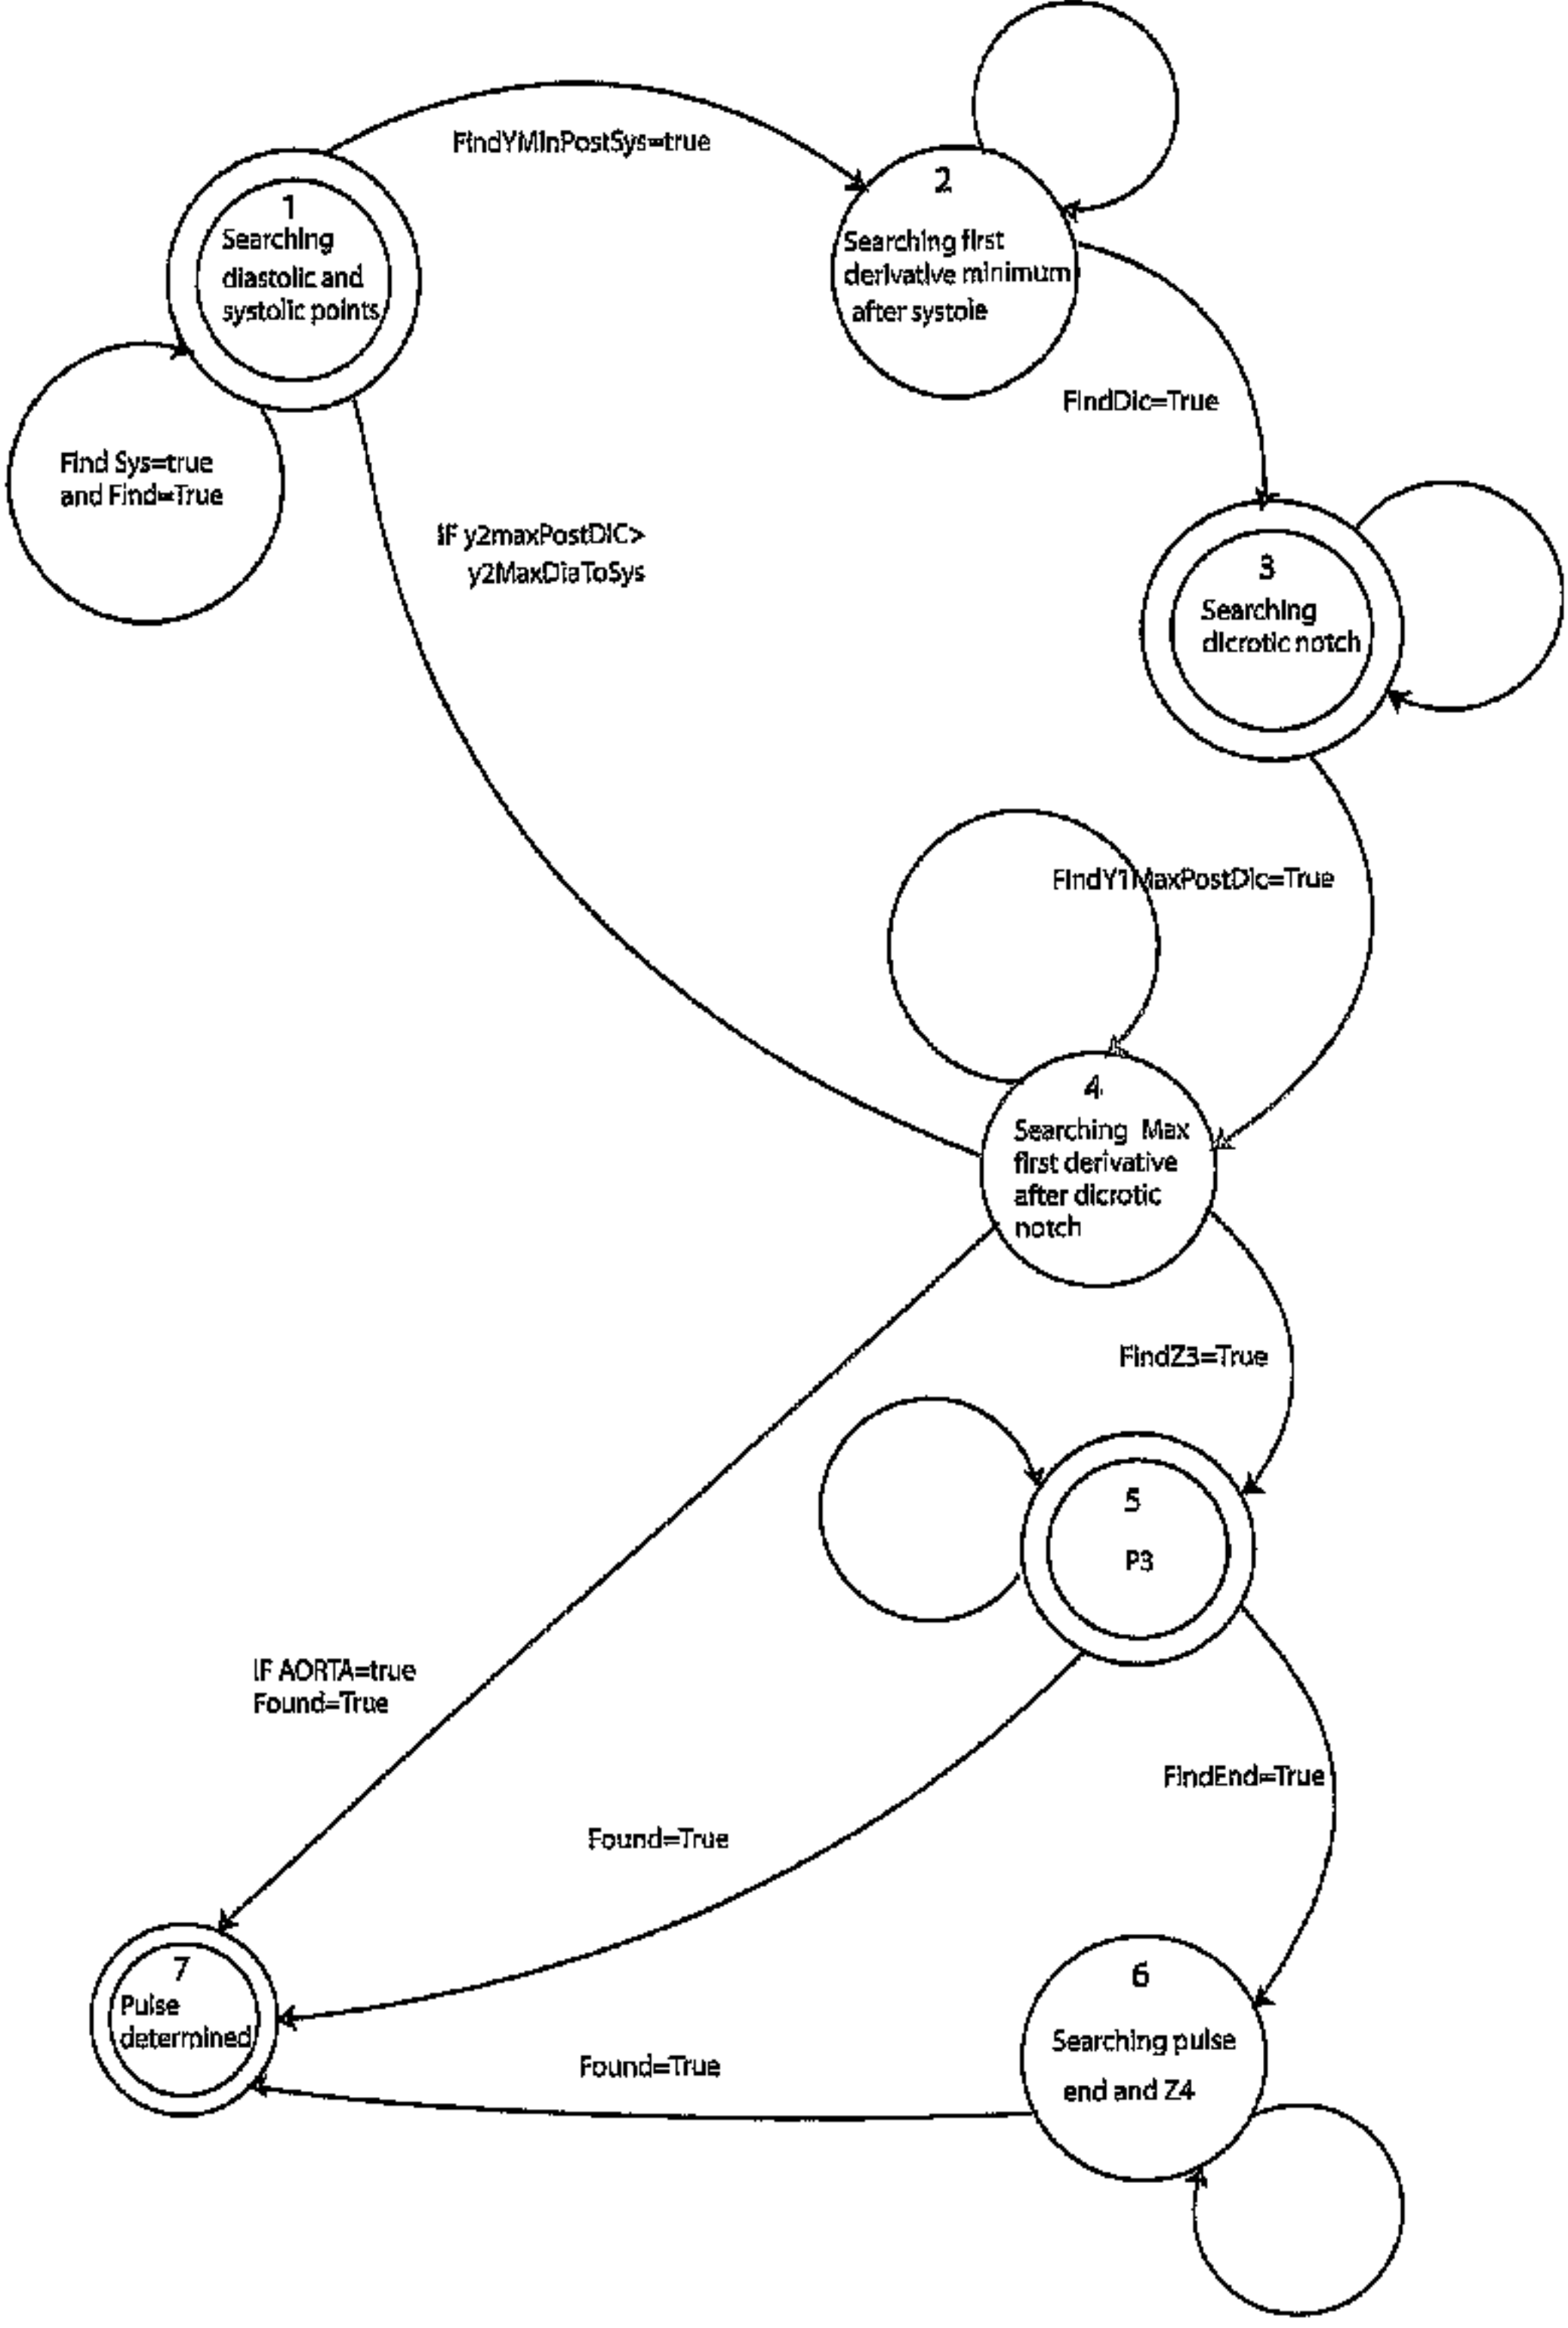 FindYMinPostSys=true
1
Searching
diastolic and
systolic points
2
Searching first
derivative minimum
after systole
FindDic=True
Find Sys=true
and Find=True
IF y2maxPostDIC>
y2MaxDiaToSys
3
Searching
dicrotic notch
FindY1MaxPostDic=True
4
Searching Max
first derivative
after dicrotic
notch
FindZ3=True
5
P3
IF AORTA=true
Found=True
FindEnd=True
Found=True
7
Pulse
determined
6
Searching pulse
end and Z4
Found=True